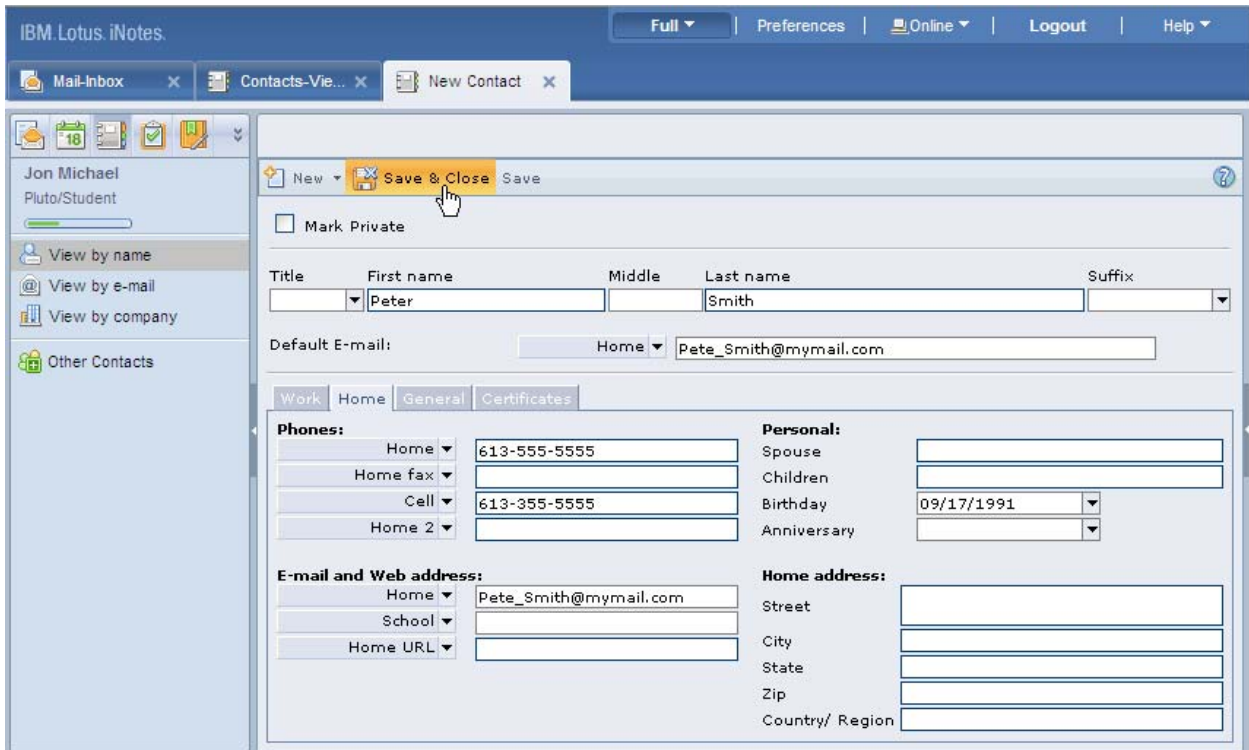 IBM. Lotus. iNotes.
Full | Preferences | Online | Logout | Help
Mail-Inbox Contacts-Vie... New Contact
18
Jon Michael
Pluto/Student
View by name
View by e-mail
View by company
Other Contacts
New Save & Close Save
Mark Private
Title First name Middle Last name Suffix
Peter Smith
Default E-mail: Home Pete_Smith@mymail.com
Work Home General Certificates
Phones: Personal:
Home 613-555-5555 Spouse
Home fax Children
Cell 613-355-5555 Birthday 09/17/1991
Home 2 Anniversary
E-mail and Web address: Home address:
Home Pete_Smith@mymail.com Street
School
Home URL City
State
Zip
Country/ Region